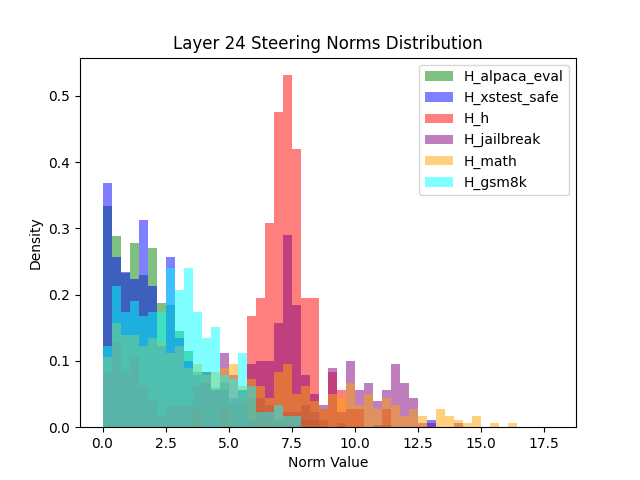 Layer 24 Steering Norms Distribution
H_alpaca_eval
H_xstest_safe
H_h
H_jailbreak
H_math
H_gsm8k
0.5
0.4
0.3
0.2
0.1
0.0
Density
0.0 2.5 5.0 7.5 10.0 12.5 15.0 17.5
Norm Value